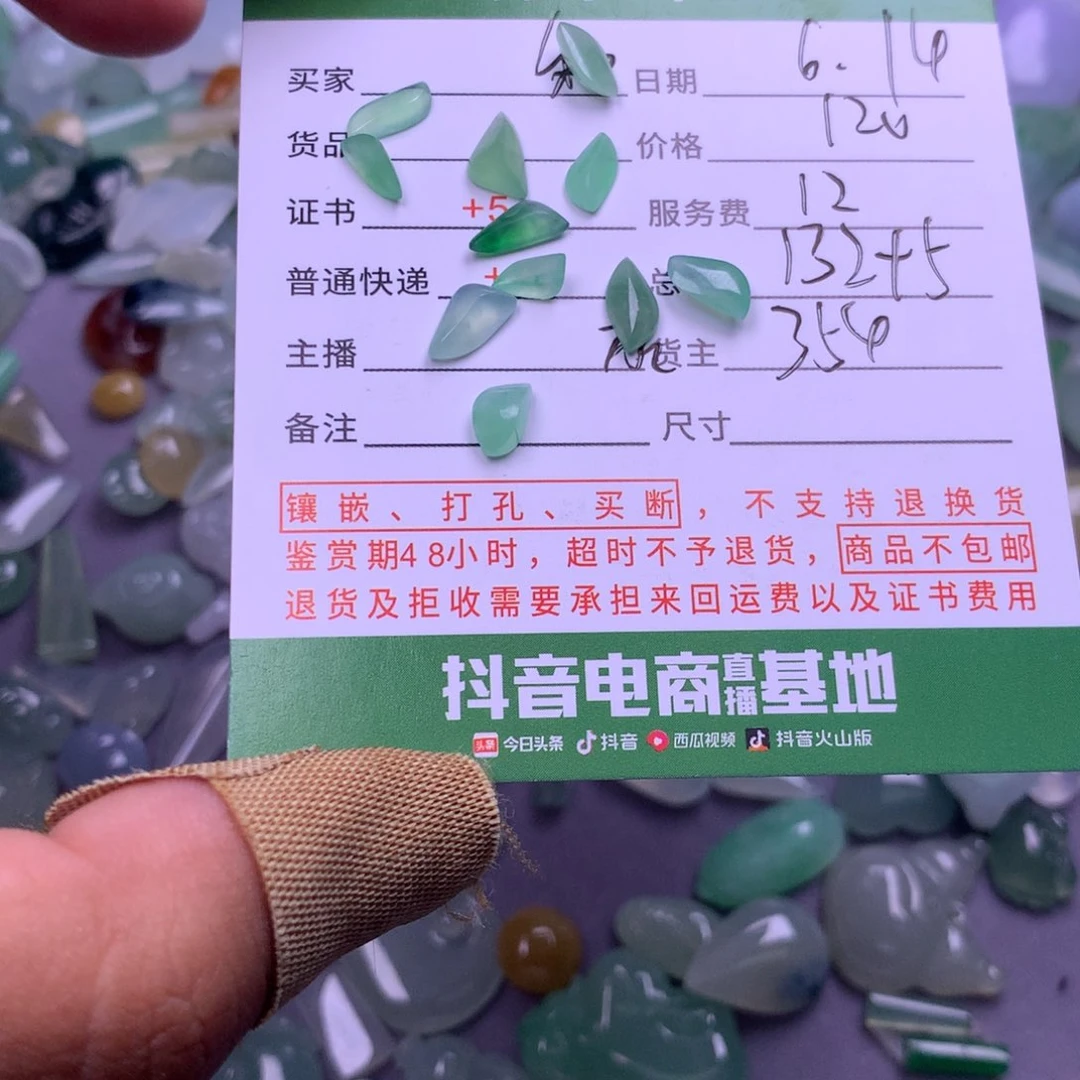 买家 日期 6.14
货品 价格 120
证书 +5 服务费 12
普通快递 + 总 132+5
主播 货主 354
备注 尺寸
镶嵌、打孔、买断，不支持退换货
鉴赏期48小时，超时不予退货，商品不包邮
退货及拒收需要承担来回运费以及证书费用
抖音电商直播基地
头条 今日头条 抖音 西瓜视频 抖音火山版